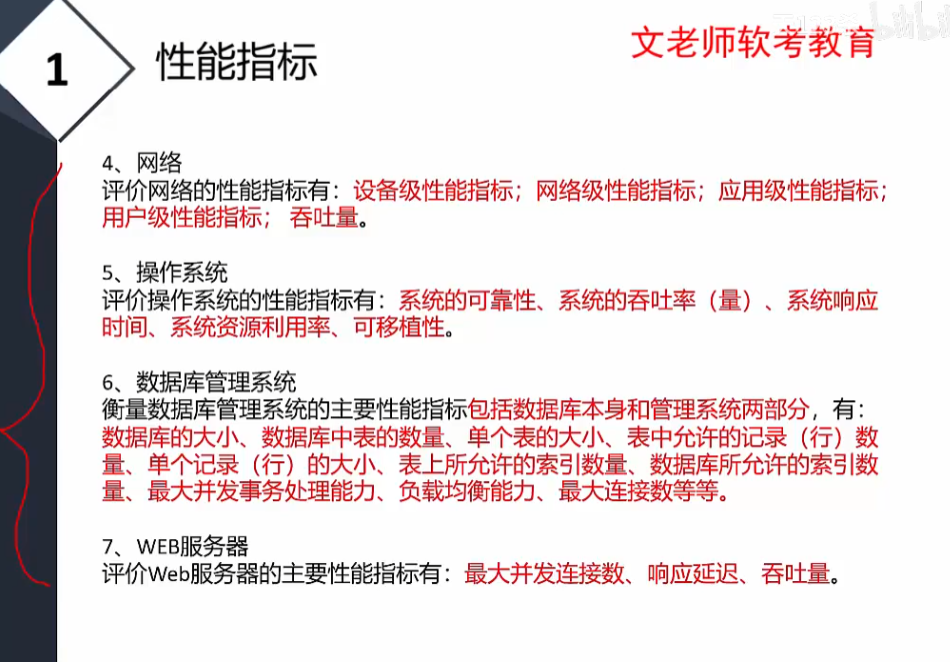 1
性能指标
文老师软考教育
4、网络
评价网络的性能指标有：设备级性能指标；网络级性能指标；应用级性能指标；
用户级性能指标； 吞吐量。
5、操作系统
评价操作系统的性能指标有：系统的可靠性、系统的吞吐率（量）、系统响应
时间、系统资源利用率、可移植性。
6、数据库管理系统
衡量数据库管理系统的主要性能指标包括数据库本身和管理系统两部分，有：
数据库的大小、数据库中表的数量、单个表的大小、表中允许的记录（行）数
量、单个记录（行）的大小、表上所允许的索引数量、数据库所允许的索引数
量、最大并发事务处理能力、负载均衡能力、最大连接数等等。
7、WEB服务器
评价Web服务器的主要性能指标有：最大并发连接数、响应延迟、吞吐量。